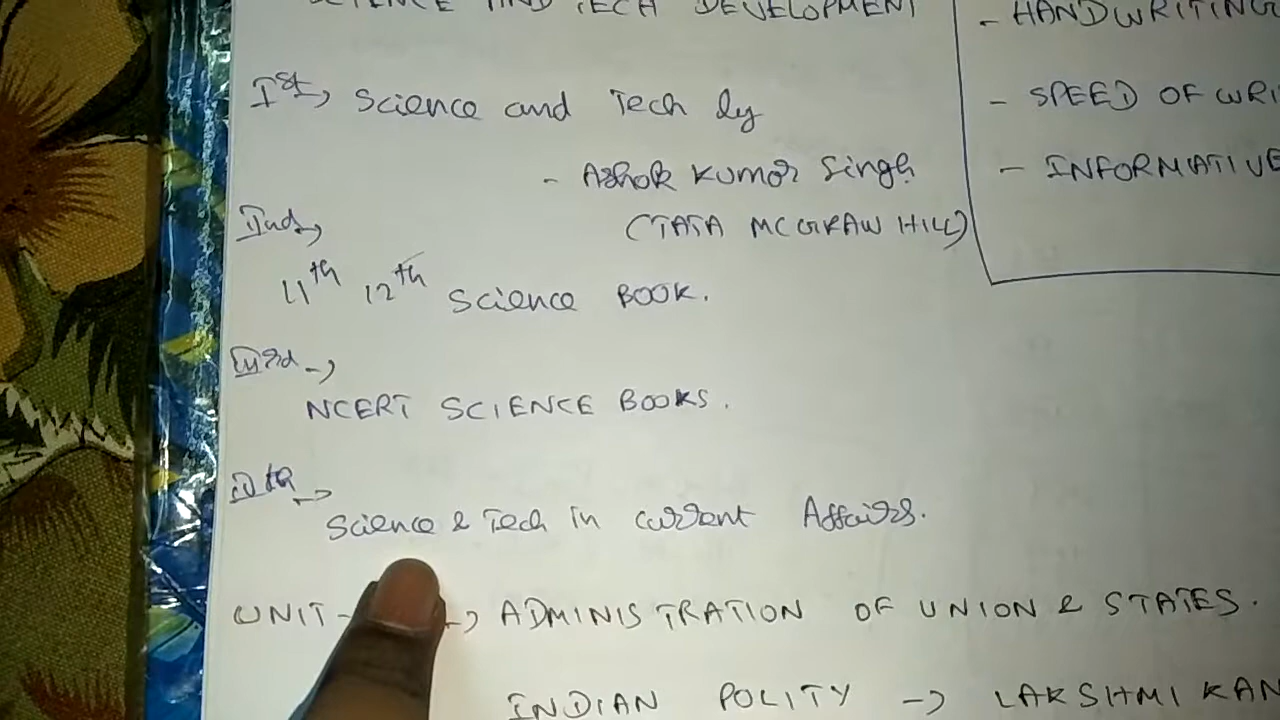 SCIENCE AND TECH DEVELOPMENT
- HANDWRITING
Ist→ Science and Tech by
- SPEED OF WRI
- Ashok Kumar Singh
- INFORMATIVE
(TATA MCGRAW HILL)
IInd→
11th 12th Science BOOK.
IIIrd→
NCERT SCIENCE BOOKS.
IVth→
Science & Tech in current Affairs.
UNIT- → ADMINISTRATION OF UNION & STATES.
INDIAN POLITY → LAKSHMI KAN